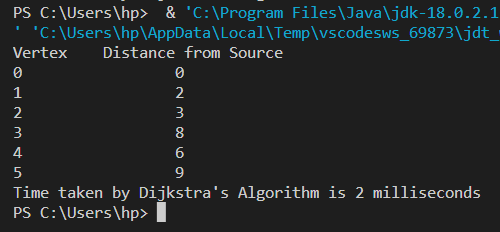 PS C:\Users\hp>  & 'C:\Program Files\Java\jdk-18.0.2.1
' 'C:\Users\hp\AppData\Local\Temp\vscodesws_69873\jdt_
Vertex    Distance from Source
0              0
1              2
2              3
3              8
4              6
5              9
Time taken by Dijkstra's Algorithm is 2 milliseconds
PS C:\Users\hp>